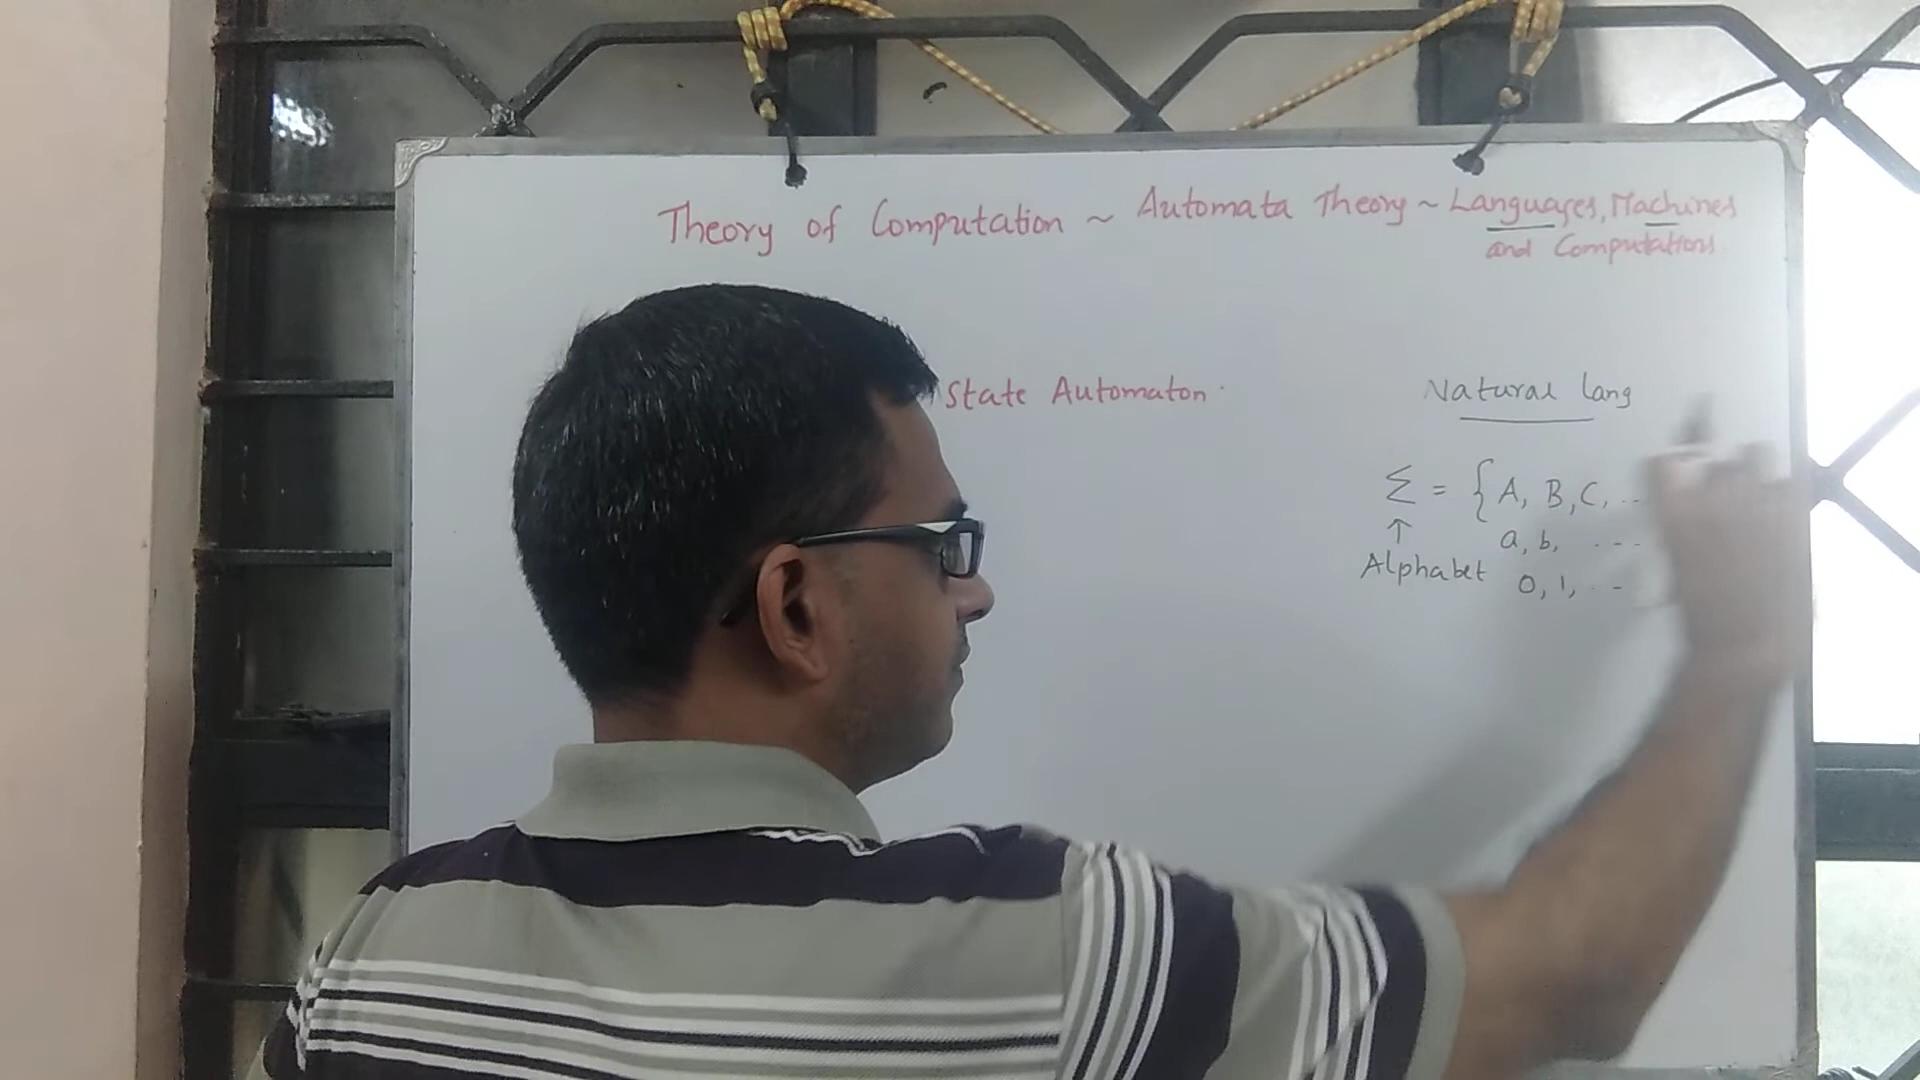 Theory of Computation ~ Automata Theory ~ Languages, Machines
and Computations.
State Automaton.
Natural lang
Σ = {A, B, C, ..
↑ a, b, ....
Alphabet 0, 1, ...